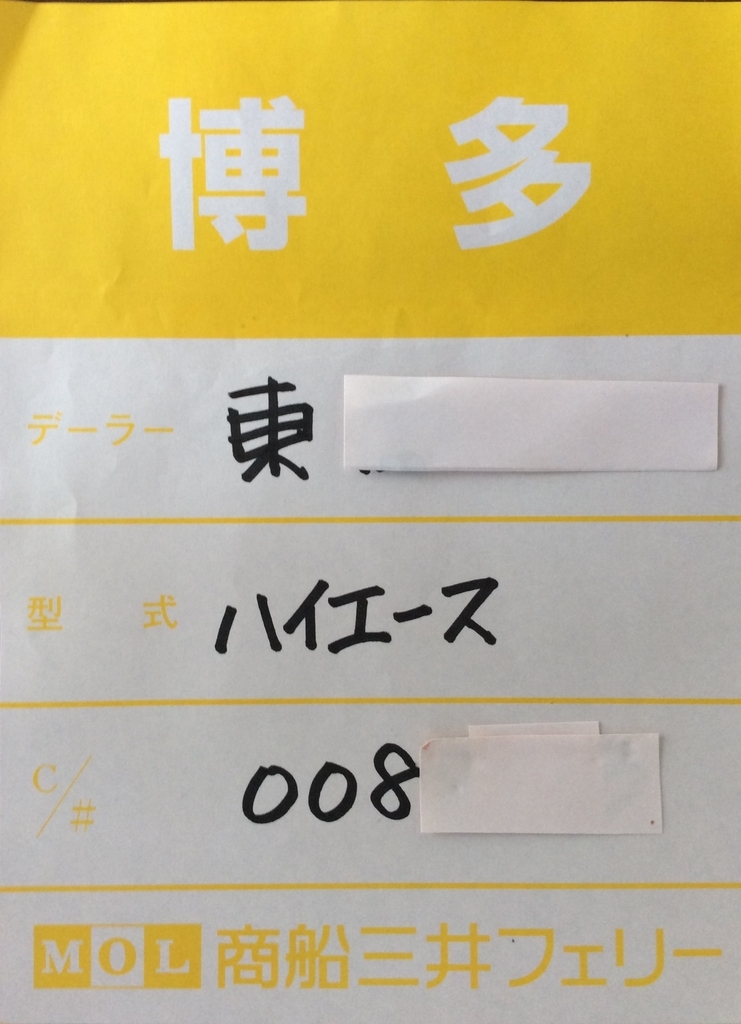 博多
デーラー 東
型式 ハイエース
C/# 008
MOL 商船三井フェリー